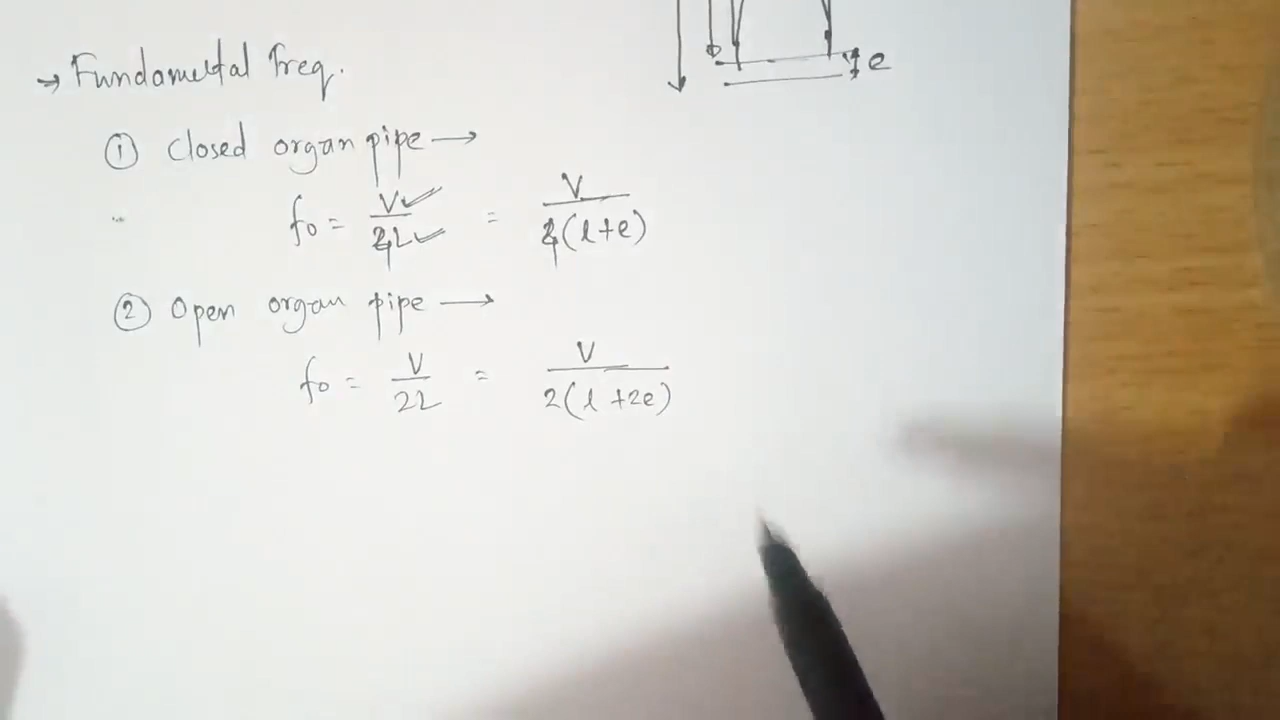 e
→ Fundamental freq.
① Closed organ pipe →
f₀ = V/4L = V/4(l+e)
② Open organ pipe →
f₀ = V/2L = V/2(l+2e)